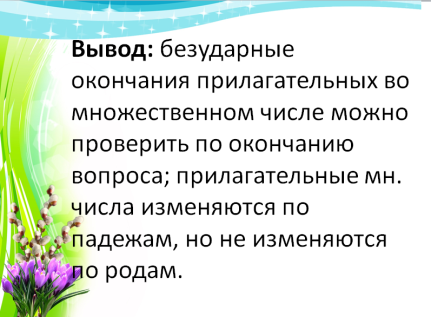 Вывод: безударные
окончания прилагательных во
множественном числе можно
проверить по окончанию
вопроса; прилагательные мн.
числа изменяются по
падежам, но не изменяются
по родам.